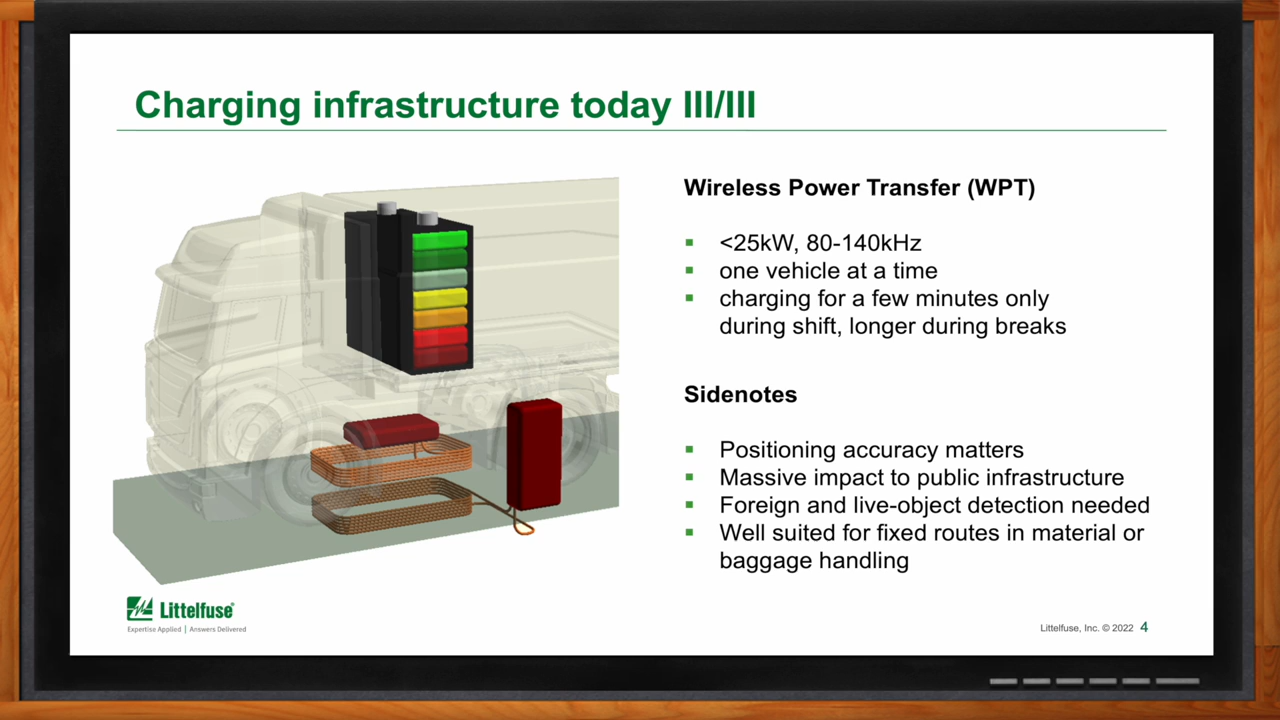 Charging infrastructure today III/III
Wireless Power Transfer (WPT)
<25kW, 80-140kHz
one vehicle at a time
charging for a few minutes only
during shift, longer during breaks
Sidenotes
Positioning accuracy matters
Massive impact to public infrastructure
Foreign and live-object detection needed
Well suited for fixed routes in material or
baggage handling
Littelfuse®
Expertise Applied | Answers Delivered
Littelfuse, Inc. © 2022 4